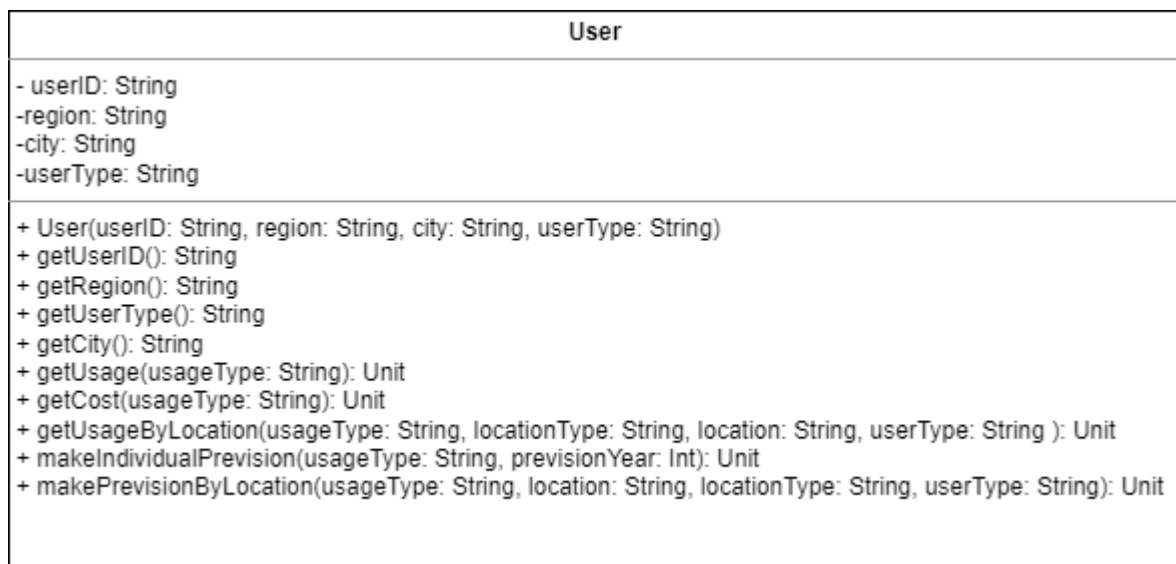 User
- userID: String
-region: String
-city: String
-userType: String
+ User(userID: String, region: String, city: String, userType: String)
+ getUserID(): String
+ getRegion(): String
+ getUserType(): String
+ getCity(): String
+ getUsage(usageType: String): Unit
+ getCost(usageType: String): Unit
+ getUsageByLocation(usageType: String, locationType: String, location: String, userType: String ): Unit
+ makeIndividualPrevision(usageType: String, previsionYear: Int): Unit
+ makePrevisionByLocation(usageType: String, location: String, locationType: String, userType: String): Unit